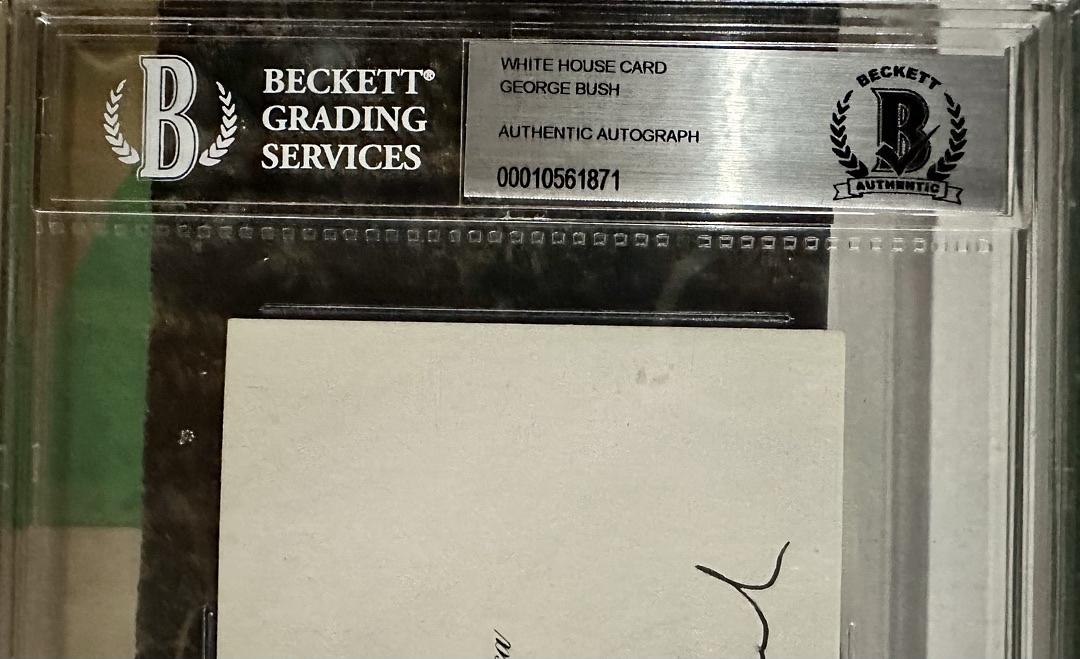 B
BECKETT®
GRADING
SERVICES
WHITE HOUSE CARD
GEORGE BUSH
AUTHENTIC AUTOGRAPH
00010561871
BECKETT
B
AUTHENTIC